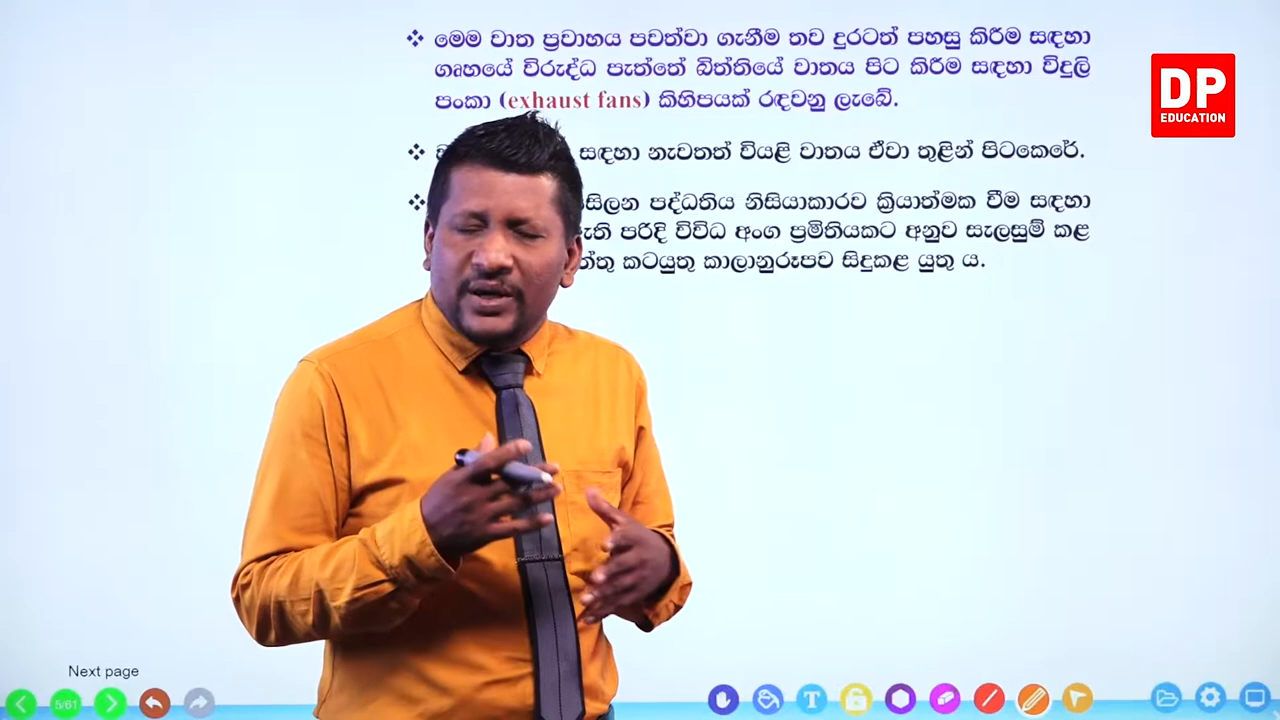 ❖ මෙම වාත ප්‍රවාහය පවත්වා ගැනීම තව දුරටත් පහසු කිරීම සඳහා
ගෘහයේ විරුද්ධ පැත්තේ බිත්තියේ වාතය පිට කිරීම සඳහා විදුලි
පංකා (exhaust fans) කිහිපයක් රඳවනු ලැබේ.
❖ සඳහා නැවතත් වියළි වාතය ඒවා තුළින් පිටකෙරේ.
❖ පද්ධතිය නිසියාකාරව ක්‍රියාත්මක වීම සඳහා
පරිදි විවිධ අංග ප්‍රමිතියකට අනුව සැලසුම් කළ
කටයුතු කාලානුරූපව සිදුකළ යුතු ය.
DP
EDUCATION
Next page
5/61